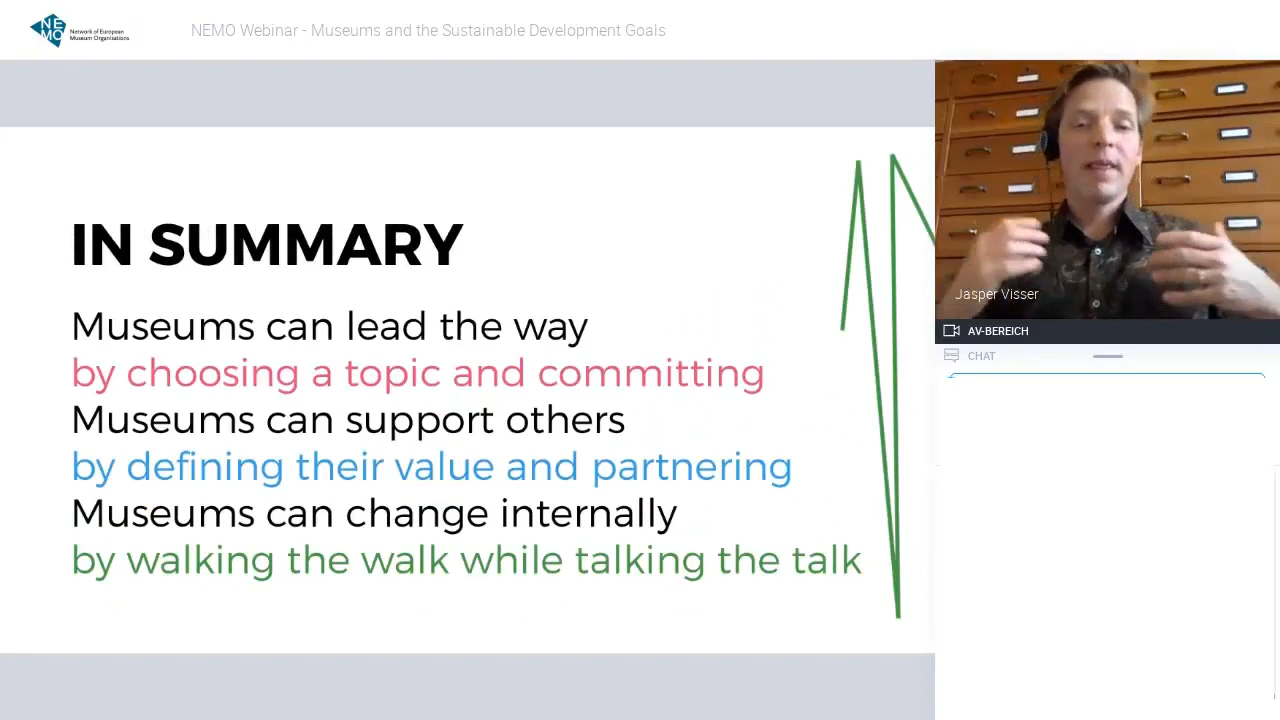 NE
MO
Network of European
Museum Organisations
NEMO Webinar - Museums and the Sustainable Development Goals
IN SUMMARY
Museums can lead the way
by choosing a topic and committing
Museums can support others
by defining their value and partnering
Museums can change internally
by walking the walk while talking the talk
Jasper Visser
AV-BEREICH
CHAT